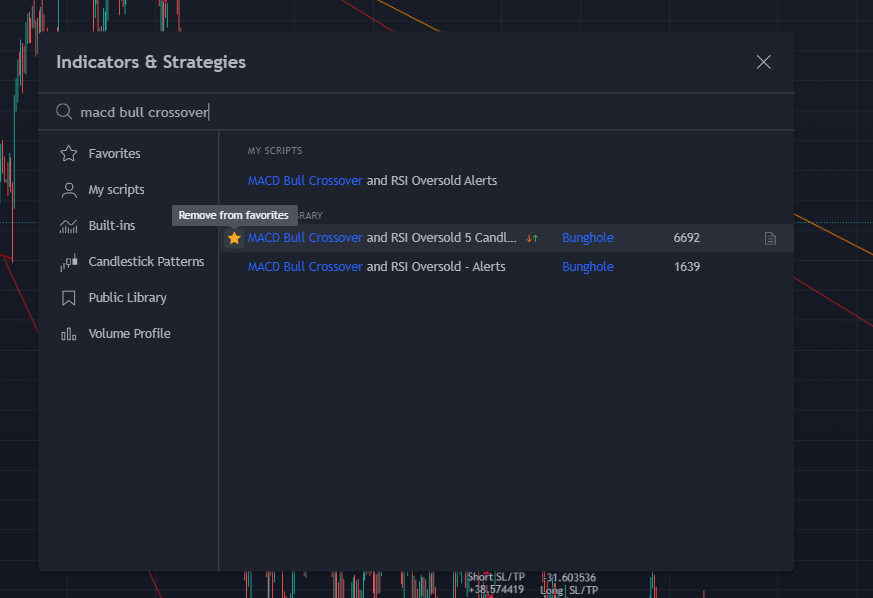 Indicators & Strategies
macd bull crossover
Favorites
My scripts
Built-ins
Candlestick Patterns
Public Library
Volume Profile
MY SCRIPTS
MACD Bull Crossover and RSI Oversold Alerts
Remove from favorites
RARY
MACD Bull Crossover and RSI Oversold 5 Candl... Bunghole 6692
MACD Bull Crossover and RSI Oversold - Alerts Bunghole 1639
Short SL/TP -31.603536
+38.574419 Long SL/TP